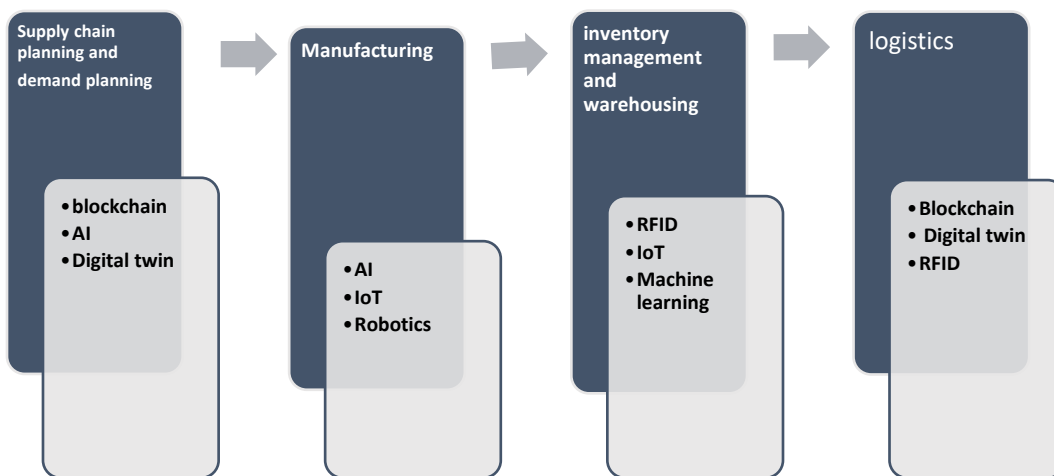 Supply chain
planning and
demand planning
• blockchain
• AI
• Digital twin
Manufacturing
• AI
• IoT
• Robotics
inventory
management
and
warehousing
• RFID
• IoT
• Machine
learning
logistics
• Blockchain
• Digital twin
• RFID